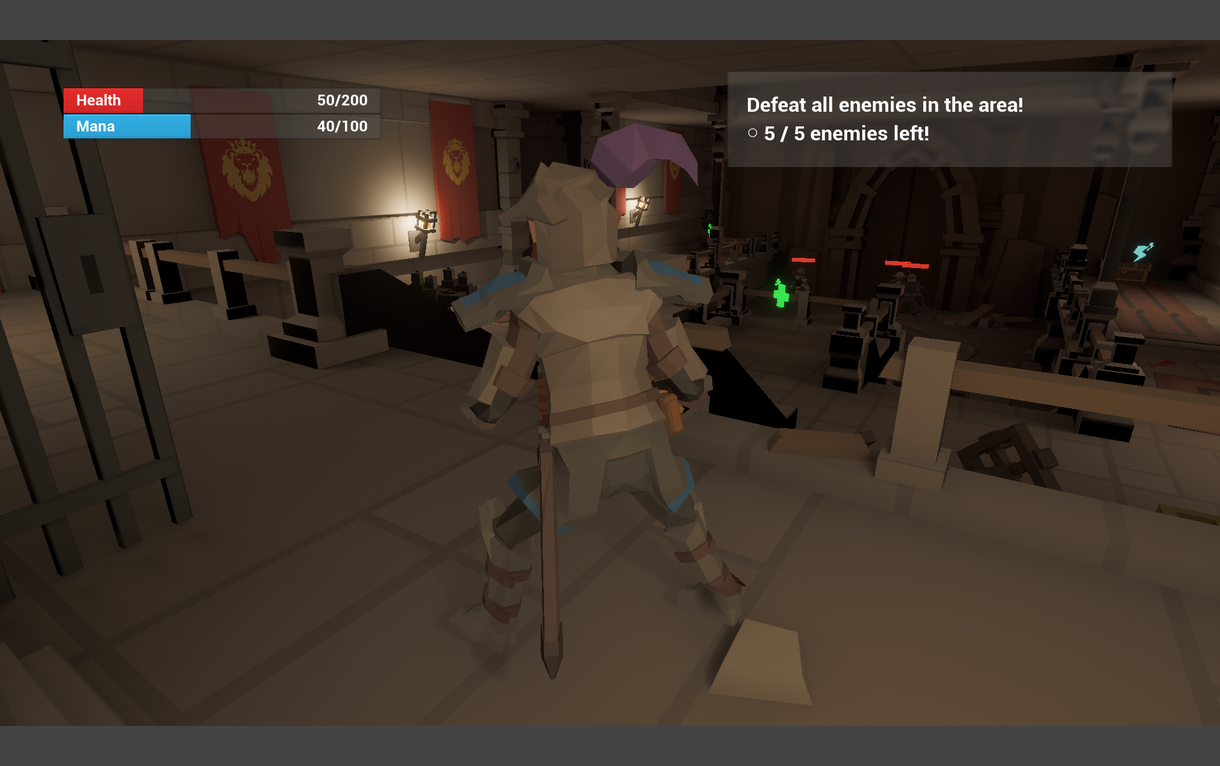 Health 50/200
Mana 40/100
Defeat all enemies in the area!
5 / 5 enemies left!